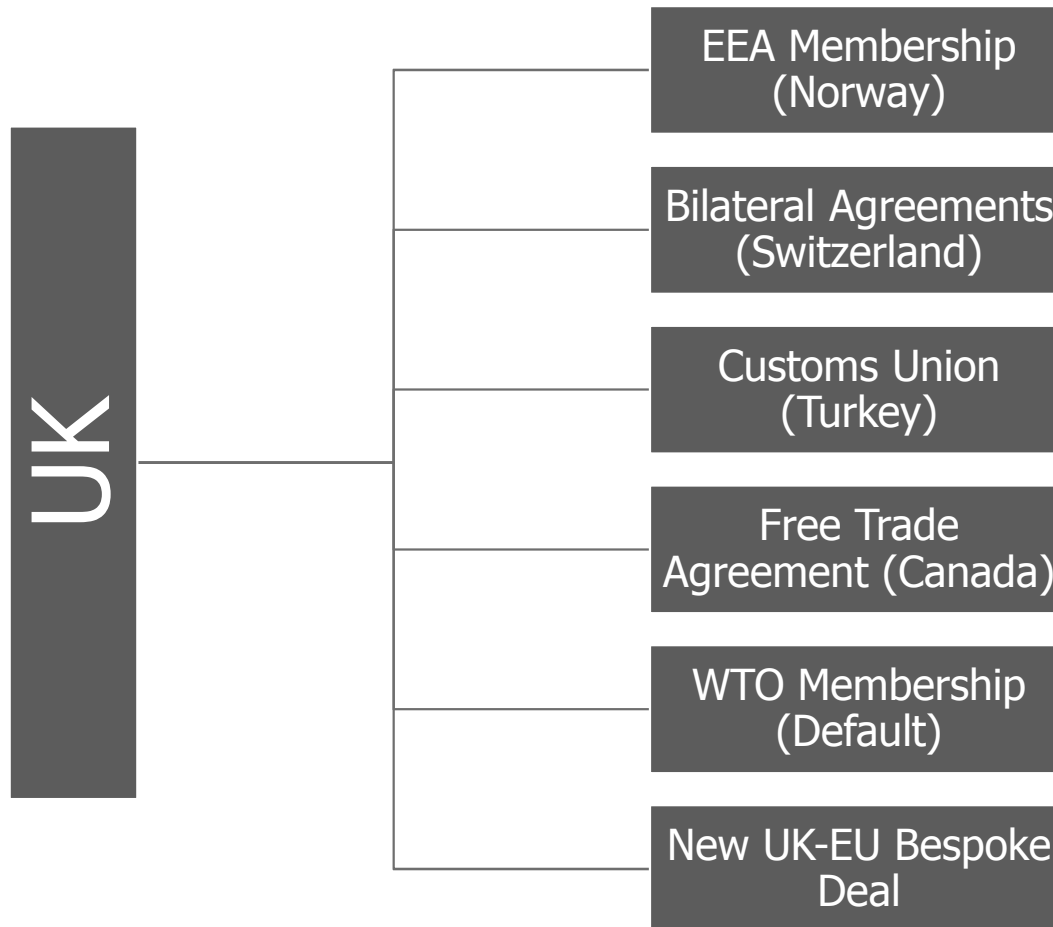 UK
EEA Membership
(Norway)
Bilateral Agreements
(Switzerland)
Customs Union
(Turkey)
Free Trade
Agreement (Canada)
WTO Membership
(Default)
New UK-EU Bespoke
Deal